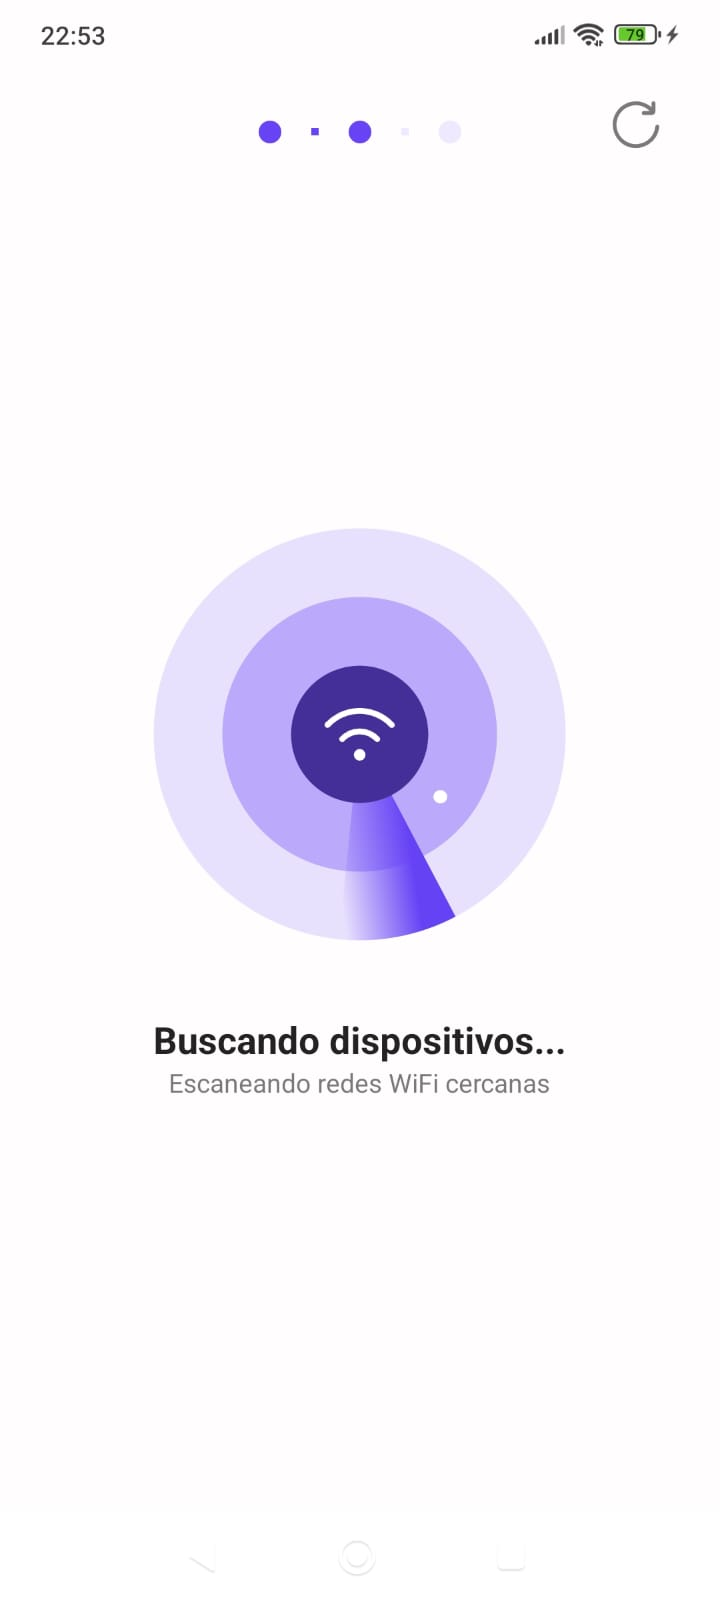 22:53
79
Buscando dispositivos...
Escaneando redes WiFi cercanas